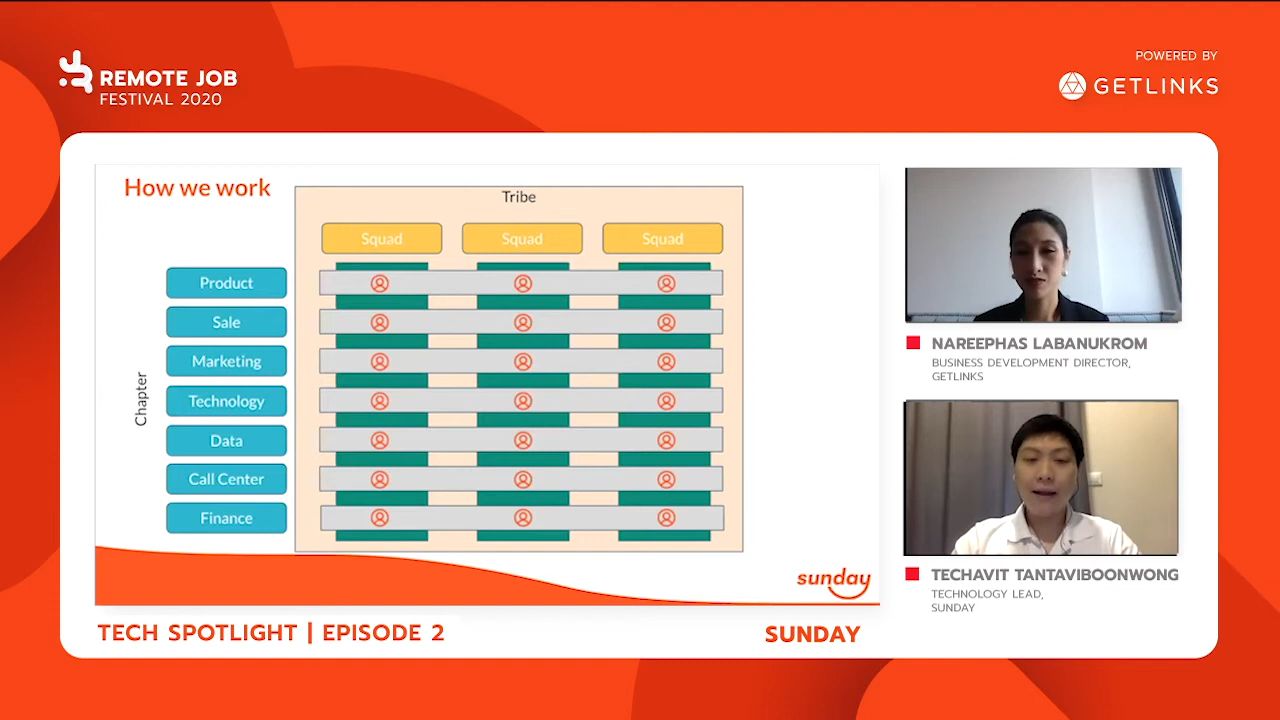 REMOTE JOB
FESTIVAL 2020
POWERED BY
GETLINKS
How we work
Tribe
Squad
Squad
Squad
Chapter
Product
Sale
Marketing
Technology
Data
Call Center
Finance
sunday
NAREEPHAS LABANUKROM
BUSINESS DEVELOPMENT DIRECTOR,
GETLINKS
TECHAVIT TANTAVIBOONWONG
TECHNOLOGY LEAD,
SUNDAY
TECH SPOTLIGHT | EPISODE 2
SUNDAY